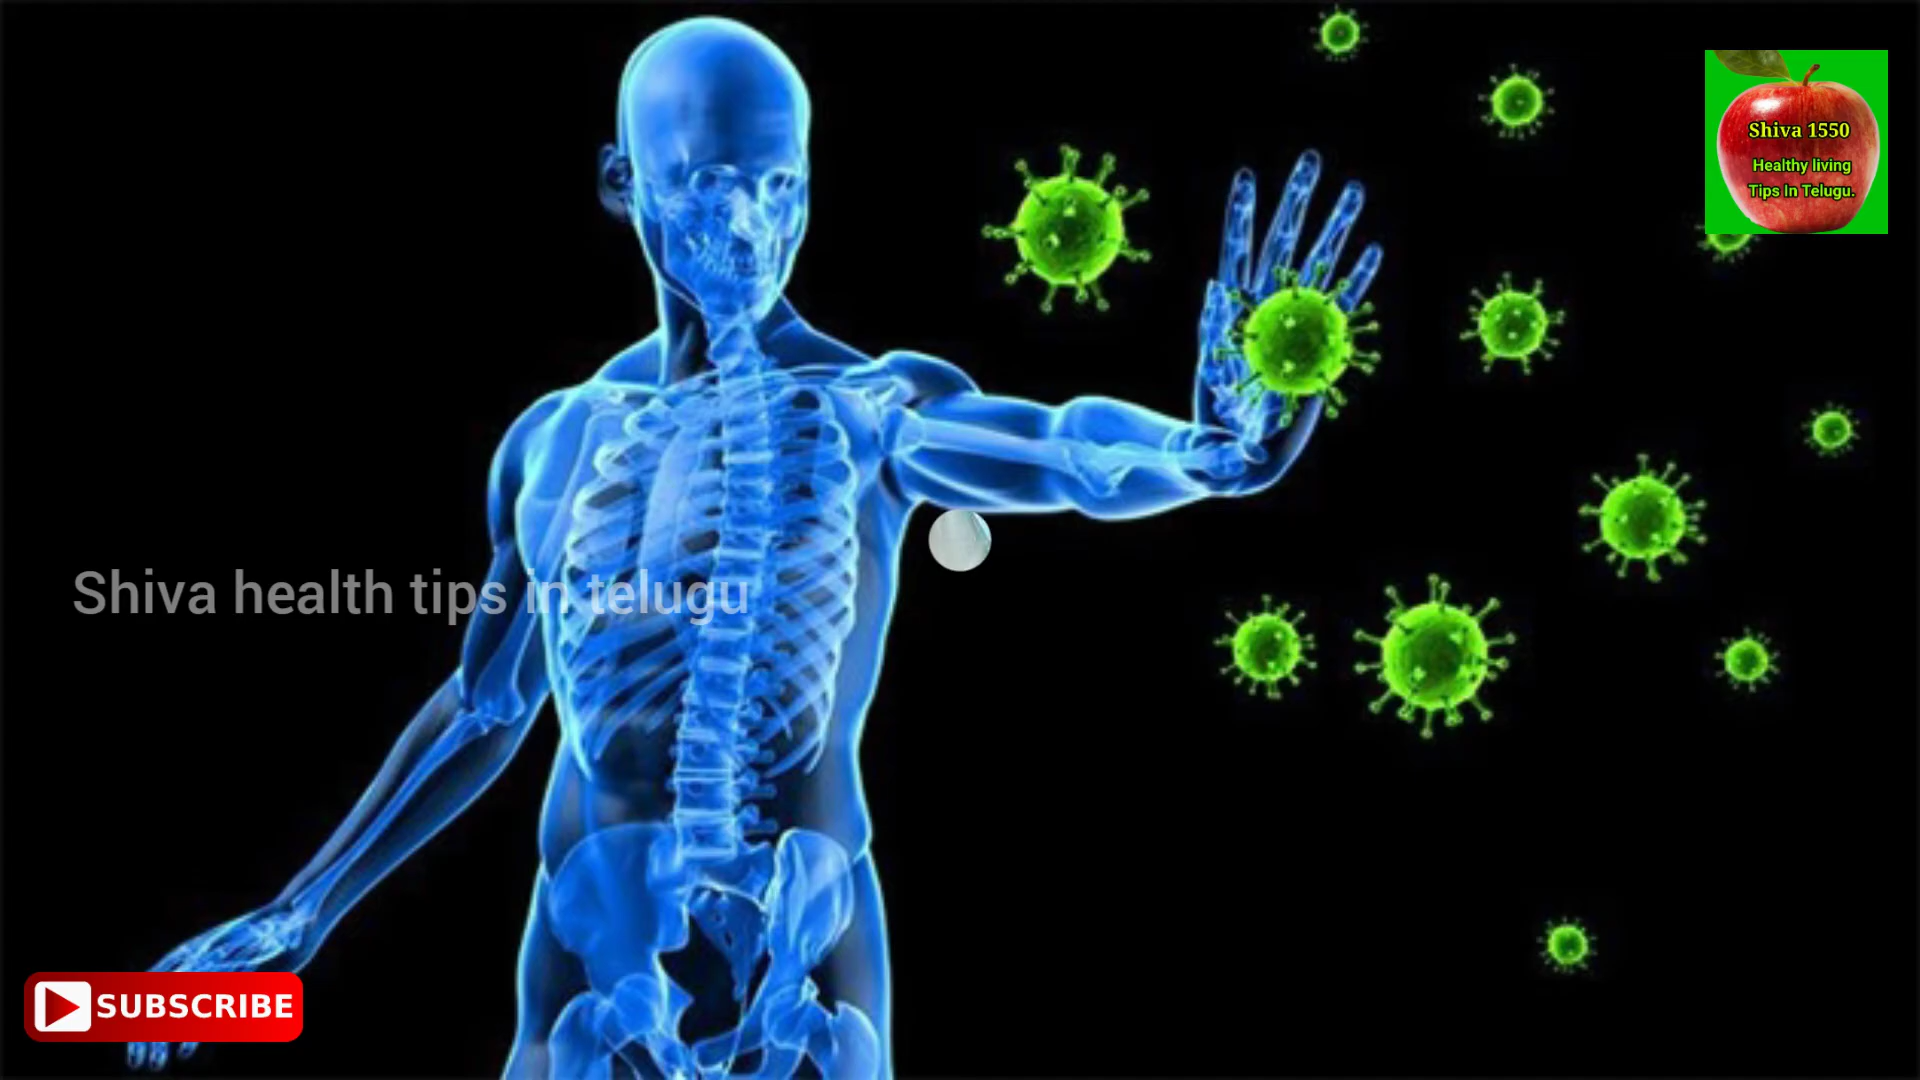 Shiva 1550
Healthy living
Tips In Telugu.
Shiva health tips in telugu
SUBSCRIBE